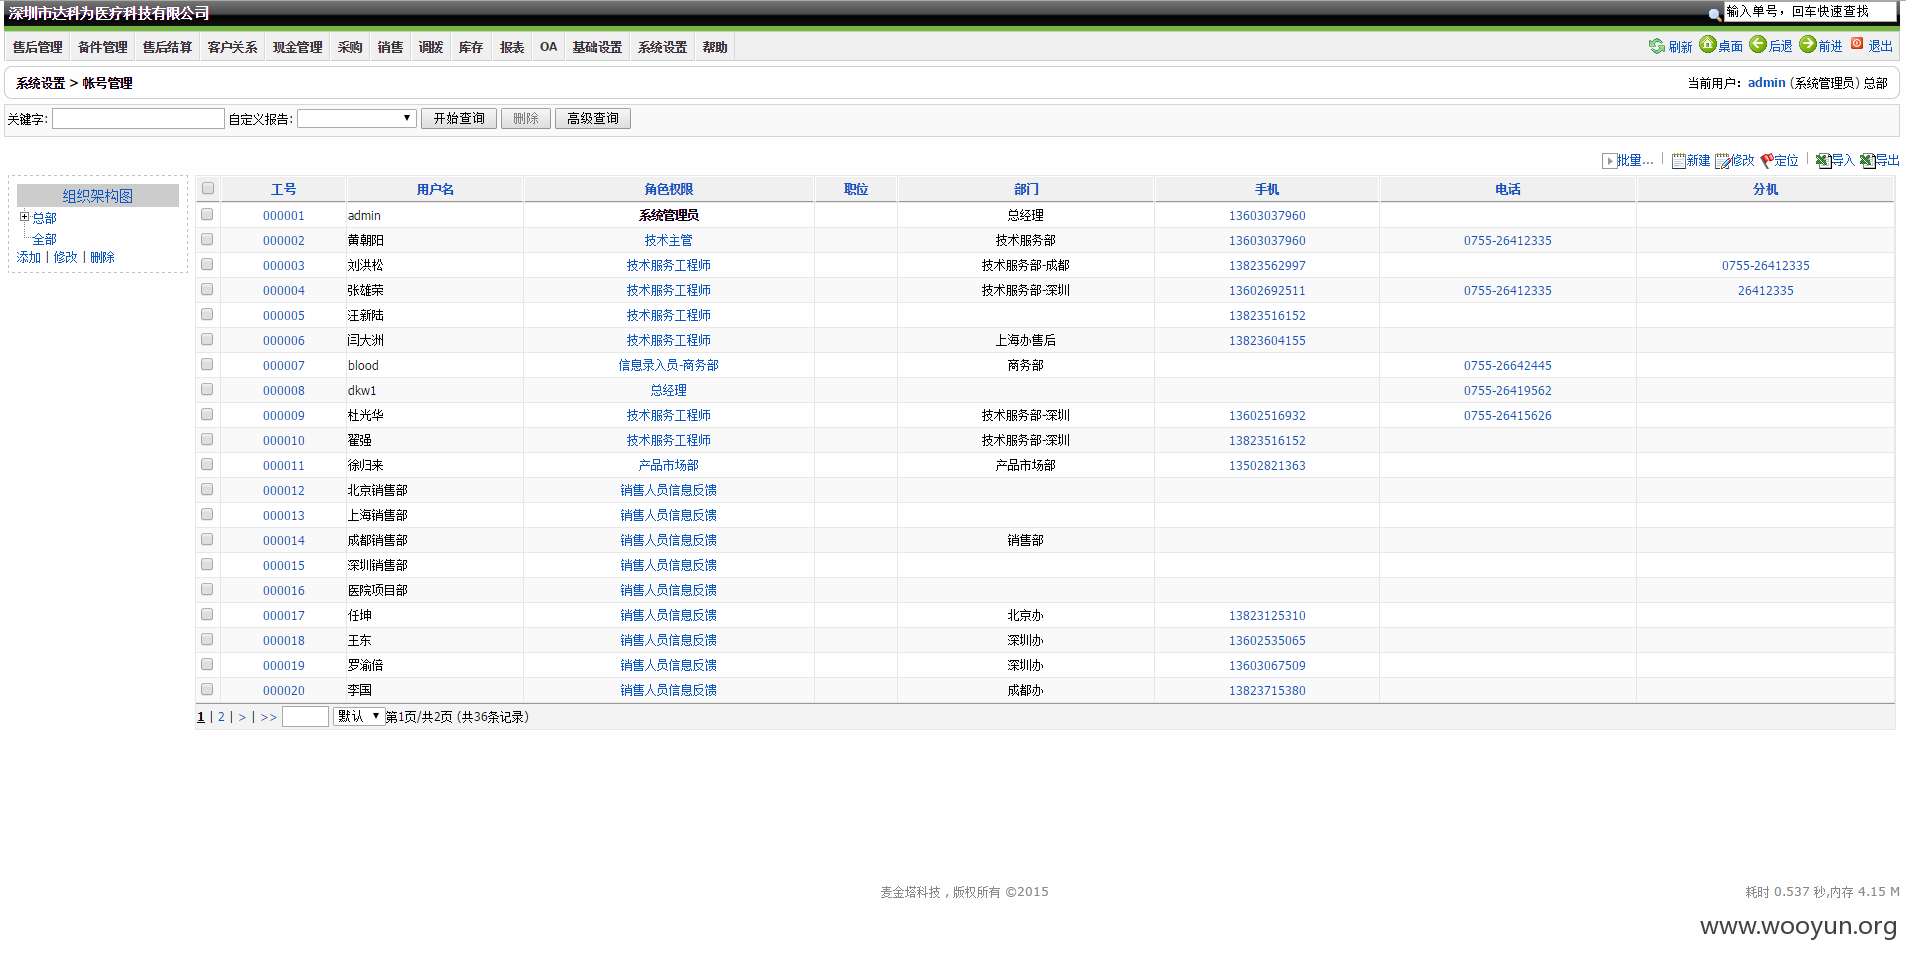 深圳市达科为医疗科技有限公司
输入单号，回车快速查找
售后管理 备件管理 售后结算 客户关系 现金管理 采购 销售 调拨 库存 报表 OA 基础设置 系统设置 帮助 刷新 桌面 后退 前进 退出
系统设置 > 帐号管理 当前用户：admin (系统管理员) 总部
关键字: 自定义报告: 开始查询 删除 高级查询
批量... 新建 修改 定位 导入 导出
组织架构图
总部
全部
添加 | 修改 | 删除
工号 用户名 角色权限 职位 部门 手机 电话 分机
000001 admin 系统管理员 总经理 13603037960
000002 黄朝阳 技术主管 技术服务部 13603037960 0755-26412335
000003 刘洪松 技术服务工程师 技术服务部-成都 13823562997 0755-26412335
000004 张雄荣 技术服务工程师 技术服务部-深圳 13602692511 0755-26412335 26412335
000005 汪新陆 技术服务工程师 13823516152
000006 闫大洲 技术服务工程师 上海办售后 13823604155
000007 blood 信息录入员-商务部 商务部 0755-26642445
000008 dkw1 总经理 0755-26419562
000009 杜光华 技术服务工程师 技术服务部-深圳 13602516932 0755-26415626
000010 翟强 技术服务工程师 技术服务部-深圳 13823516152
000011 徐归来 产品市场部 产品市场部 13502821363
000012 北京销售部 销售人员信息反馈
000013 上海销售部 销售人员信息反馈
000014 成都销售部 销售人员信息反馈 销售部
000015 深圳销售部 销售人员信息反馈
000016 医院项目部 销售人员信息反馈
000017 任坤 销售人员信息反馈 北京办 13823125310
000018 王东 销售人员信息反馈 深圳办 13602535065
000019 罗渝倍 销售人员信息反馈 深圳办 13603067509
000020 李国 销售人员信息反馈 成都办 13823715380
1 | 2 | > | >> 默认 第1页/共2页 (共36条记录)
麦金塔科技，版权所有 ©2015
耗时 0.537 秒,内存 4.15 M
www.wooyun.org